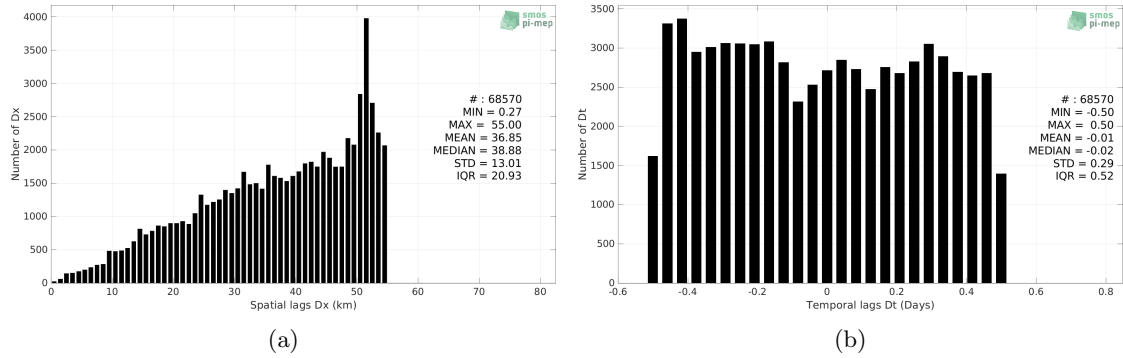 smos
pi-mep
4000
3500
3000
2500
2000
1500
1000
500
0
Number of Dx
# : 68570
MIN = 0.27
MAX = 55.00
MEAN = 36.85
MEDIAN = 38.88
STD = 13.01
IQR = 20.93
0 10 20 30 40 50 60 70 80
Spatial lags Dx (km)
(a)
smos
pi-mep
3500
3000
2500
2000
1500
1000
500
0
Number of Dt
# : 68570
MIN = -0.50
MAX = 0.50
MEAN = -0.01
MEDIAN = -0.02
STD = 0.29
IQR = 0.52
-0.6 -0.4 -0.2 0 0.2 0.4 0.6 0.8
Temporal lags Dt (Days)
(b)